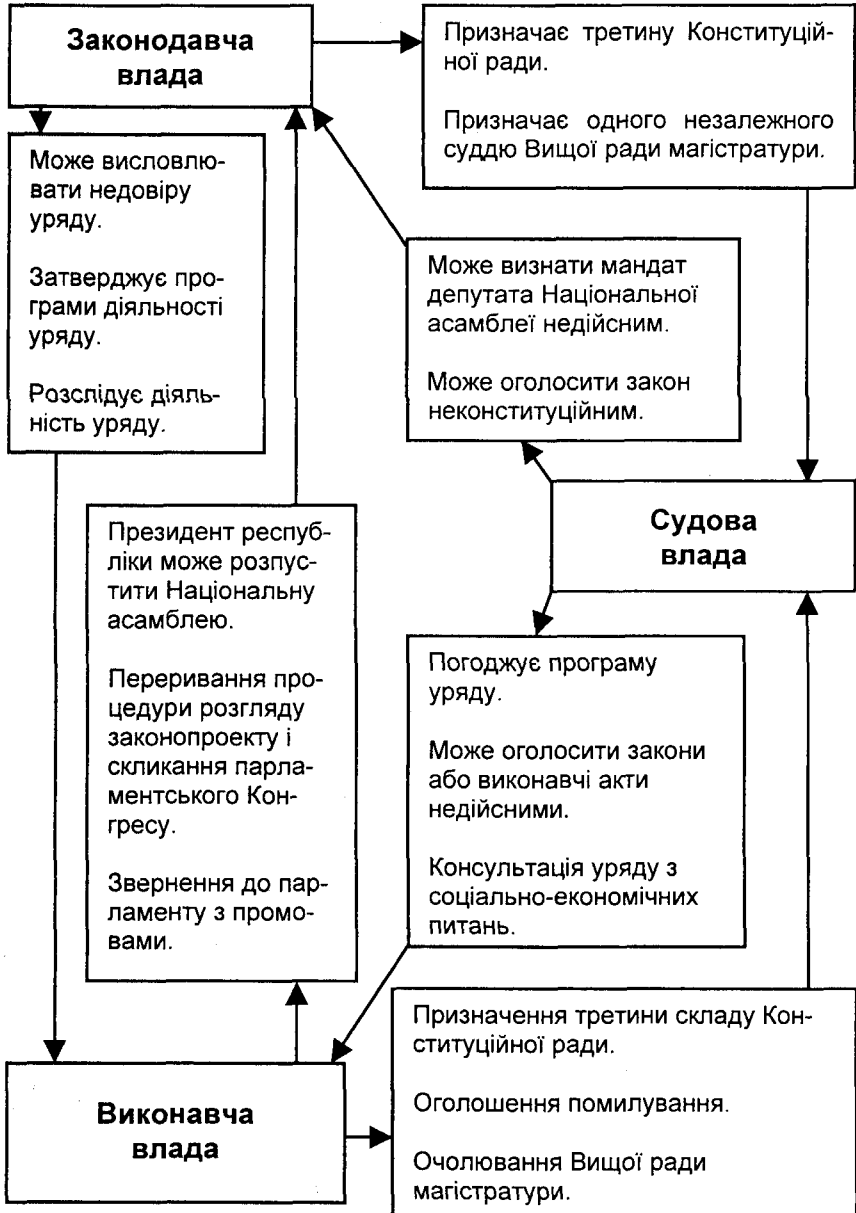 Законодавча
влада
Призначає третину Конституцій-
ної ради.
Призначає одного незалежного
суддю Вищої ради магістратури.
Може висловлю-
вати недовіру
уряду.
Затверджує про-
грами діяльності
уряду.
Розслідує діяль-
ність уряду.
Може визнати мандат
депутата Національної
асамблеї недійсним.
Може оголосити закон
неконституційним.
Судова
влада
Президент респуб-
ліки може розпус-
тити Національну
асамблею.
Переривання про-
цедури розгляду
законопроекту і
скликання парла-
ментського Кон-
гресу.
Звернення до пар-
ламенту з промо-
вами.
Погоджує програму
уряду.
Може оголосити закони
або виконавчі акти
недійсними.
Консультація уряду з
соціально-економічних
питань.
Виконавча
влада
Призначення третини складу Кон-
ституційної ради.
Оголошення помилування.
Очолювання Вищої ради
магістратури.